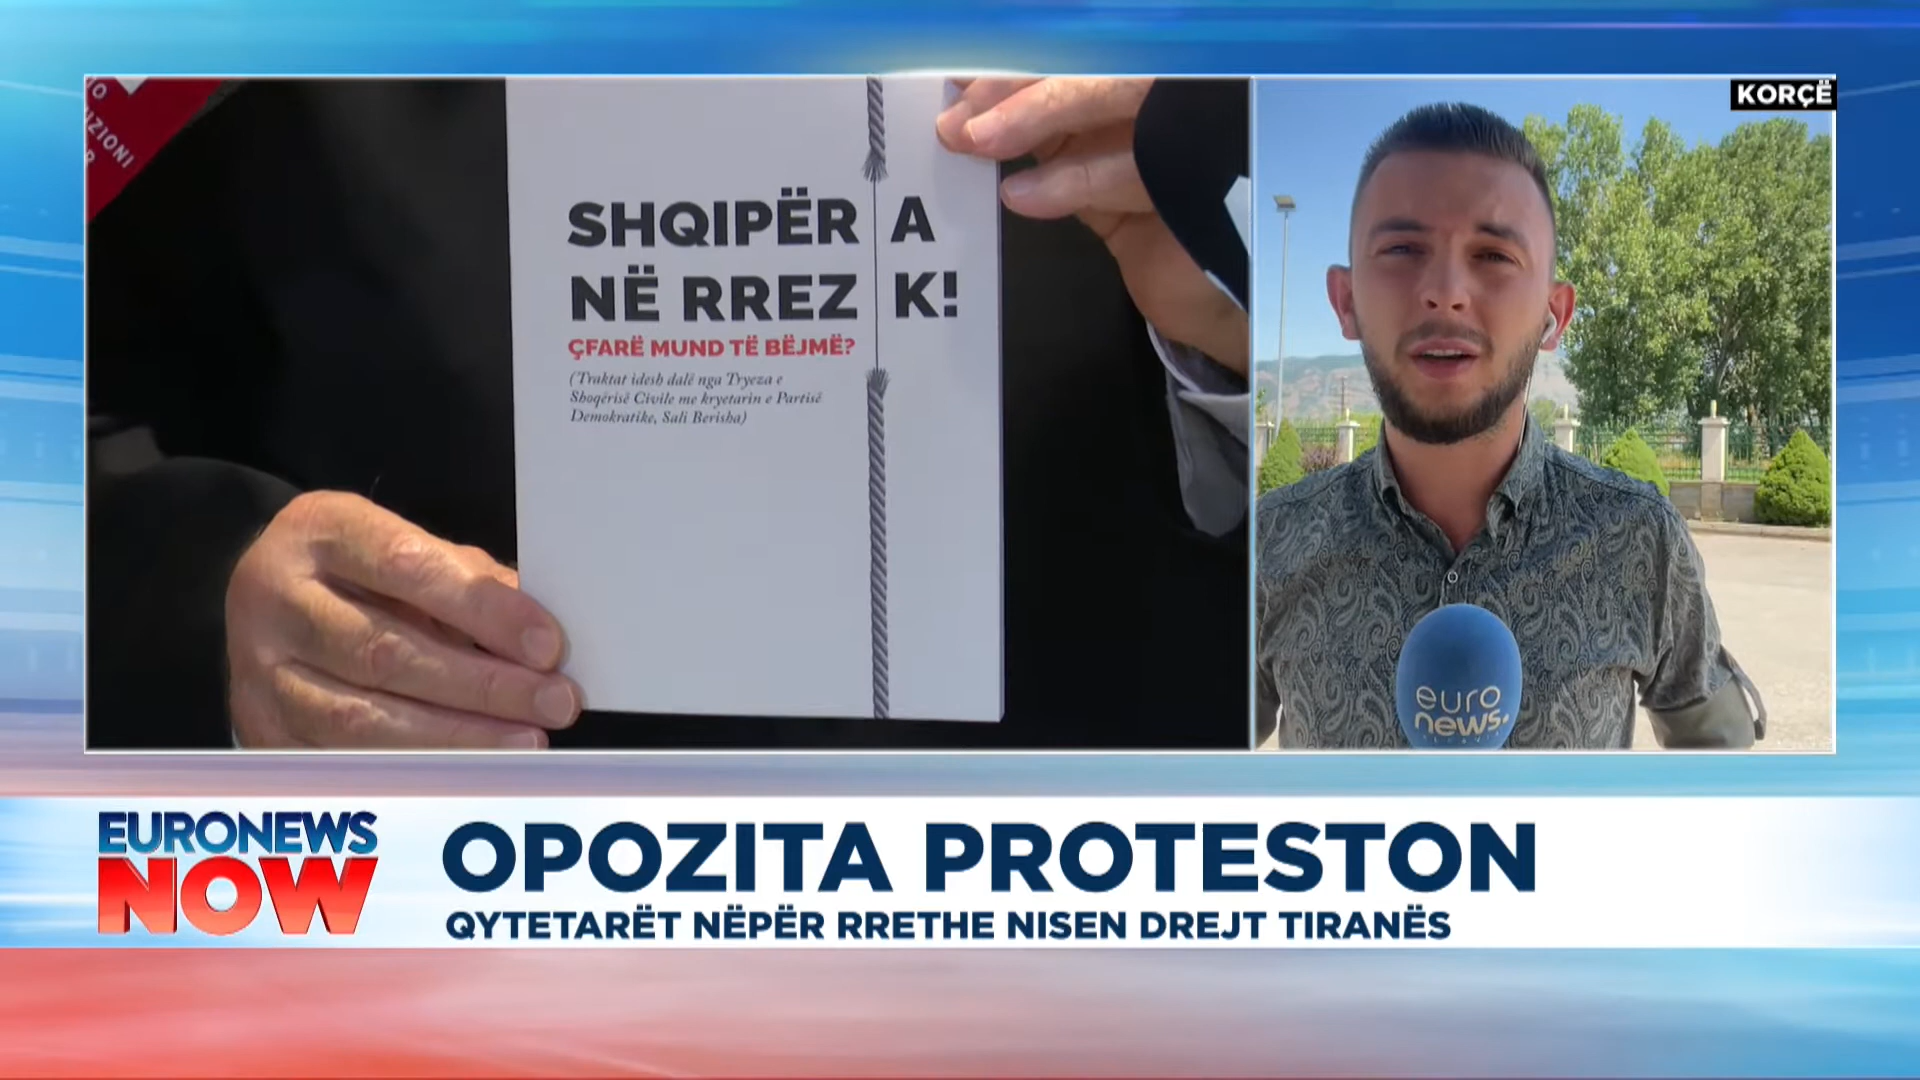 KORÇË
IZIONI
SHQIPËR A
NË RREZ K!
ÇFARË MUND TË BËJMË?
(Traktat idesh dalë nga Tryeza e
Shoqërisë Civile me kryetarin e Partisë
Demokratike, Sali Berisha)
euro
news.
EURONEWS
NOW
OPOZITA PROTESTON
QYTETARËT NËPËR RRETHE NISEN DREJT TIRANËS